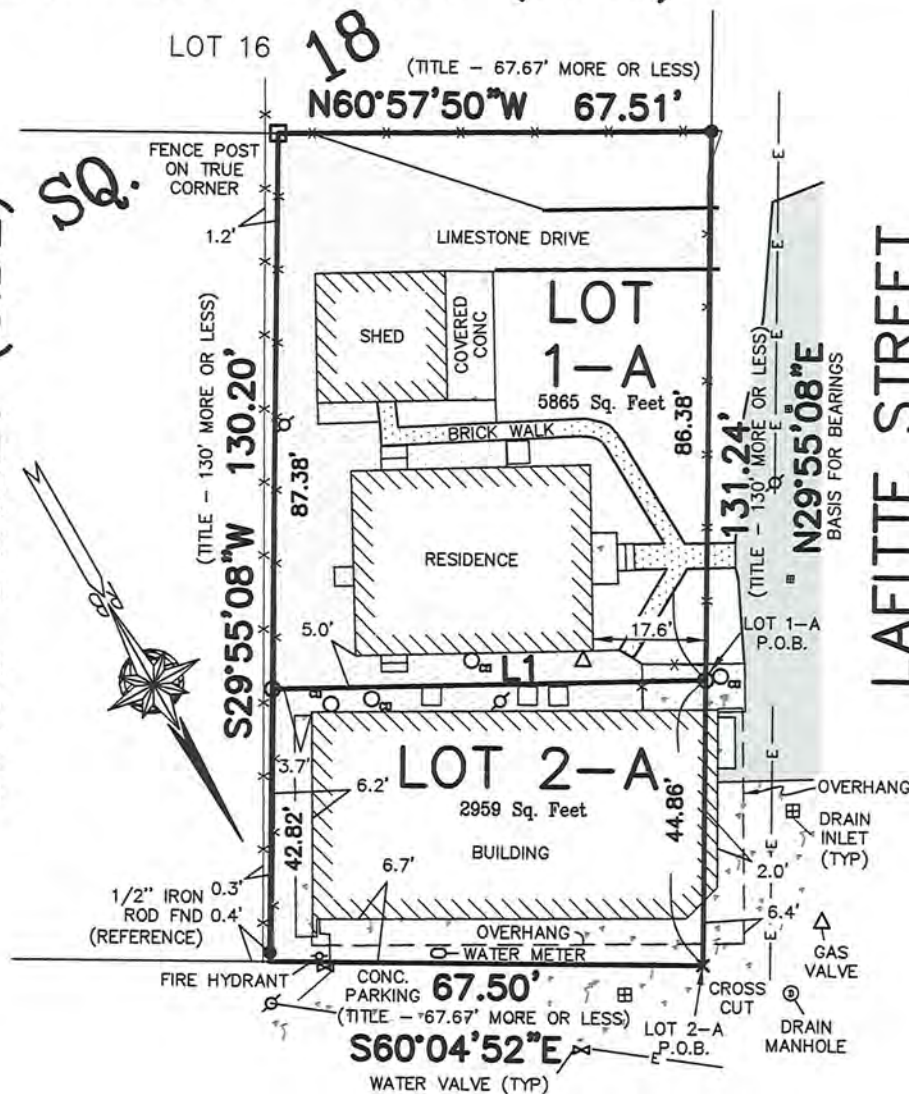 LOT 16
18
SQ.
(TITLE - 67.67' MORE OR LESS)
N60°57'50"W 67.51'
FENCE POST
ON TRUE
CORNER
1.2'
LIMESTONE DRIVE
SHED
COVERED
CONC
LOT
1-A
5865 Sq. Feet
BRICK WALK
(TITLE - 130' MORE OR LESS)
S29°55'08"W 130.20'
87.38'
86.38'
131.24'
(TITLE - 130' MORE OR LESS)
N29°55'08"E
BASIS FOR BEARINGS
LAFITTE STREET
RESIDENCE
17.6'
LOT 1-A
P.O.B.
5.0'
L1
LOT 2-A
2959 Sq. Feet
BUILDING
3.7'
6.2'
42.82'
44.86'
6.7'
OVERHANG
DRAIN
INLET
(TYP)
2.0'
6.4'
1/2" IRON
ROD FND
(REFERENCE)
0.3'
0.4'
OVERHANG
WATER METER
FIRE HYDRANT
CONC.
PARKING
67.50'
(TITLE - 67.67' MORE OR LESS)
S60°04'52"E
WATER VALVE (TYP)
CROSS
CUT
LOT 2-A
P.O.B.
GAS
VALVE
DRAIN
MANHOLE
E
E
E
E
E